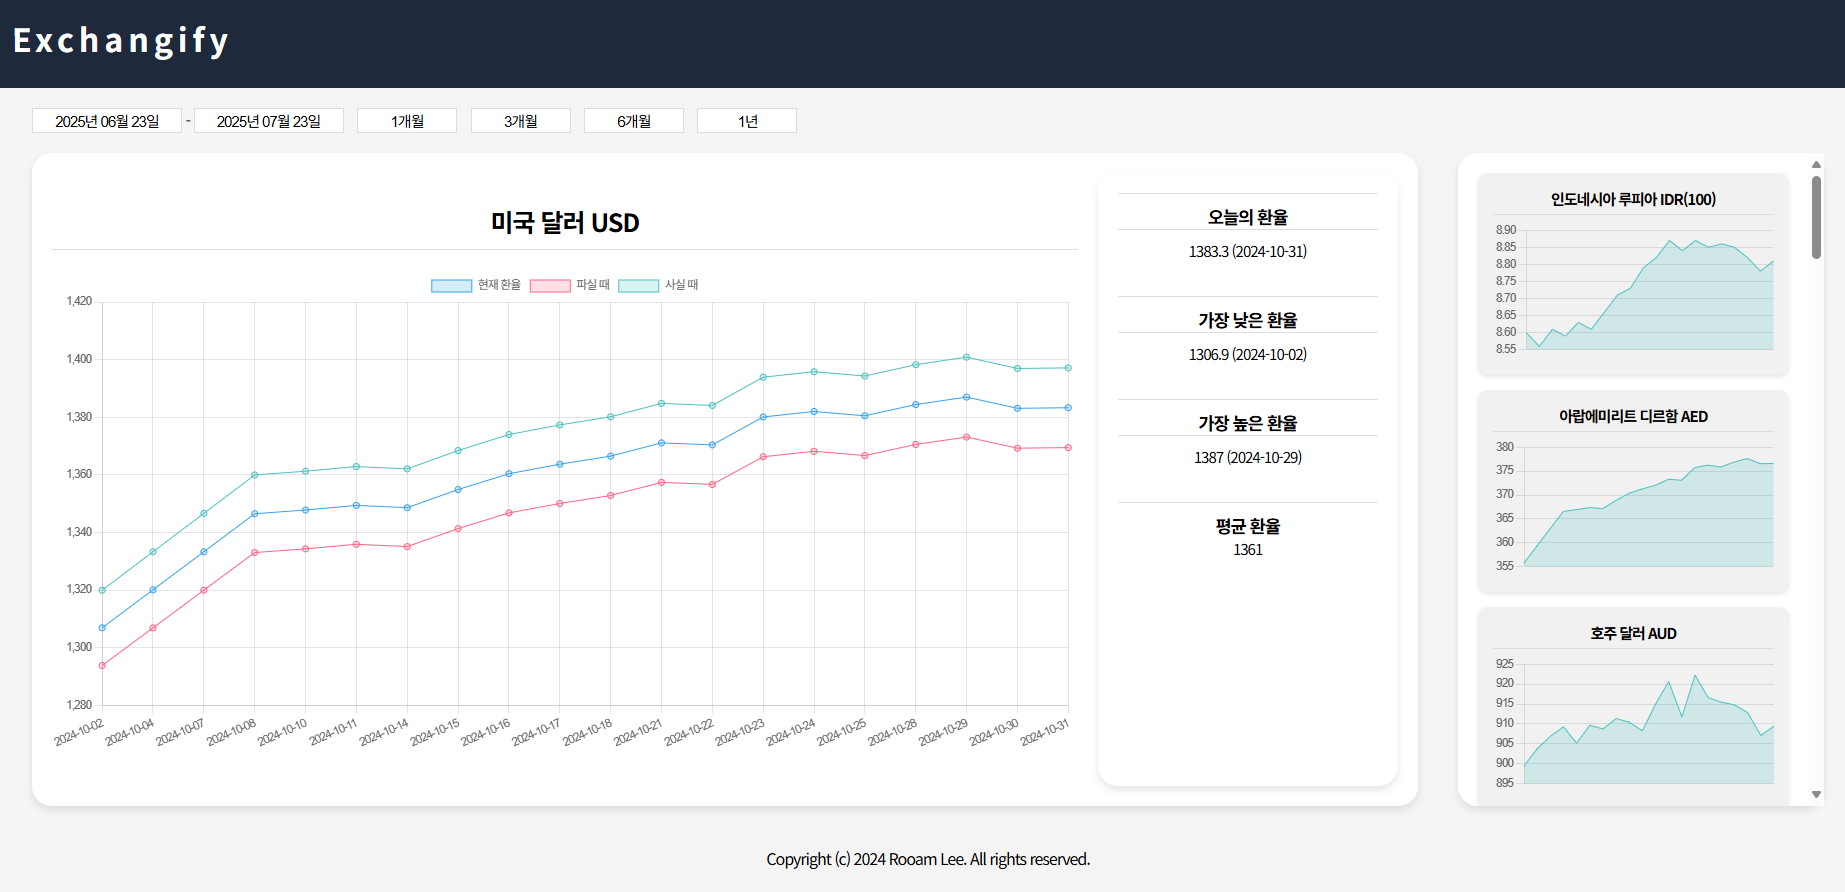 Exchangify
2025년 06월 23일 - 2025년 07월 23일 1개월 3개월 6개월 1년
미국 달러 USD
현재 환율 파실 때 사실 때
1,420
1,400
1,380
1,360
1,340
1,320
1,300
1,280
2024-10-02 2024-10-04 2024-10-07 2024-10-08 2024-10-10 2024-10-11 2024-10-14 2024-10-15 2024-10-16 2024-10-17 2024-10-18 2024-10-21 2024-10-22 2024-10-23 2024-10-24 2024-10-25 2024-10-28 2024-10-29 2024-10-30 2024-10-31
오늘의 환율
1383.3 (2024-10-31)
가장 낮은 환율
1306.9 (2024-10-02)
가장 높은 환율
1387 (2024-10-29)
평균 환율
1361
인도네시아 루피아 IDR(100)
8.90
8.85
8.80
8.75
8.70
8.65
8.60
8.55
아랍에미리트 디르함 AED
380
375
370
365
360
355
호주 달러 AUD
925
920
915
910
905
900
895
Copyright (c) 2024 Rooam Lee. All rights reserved.